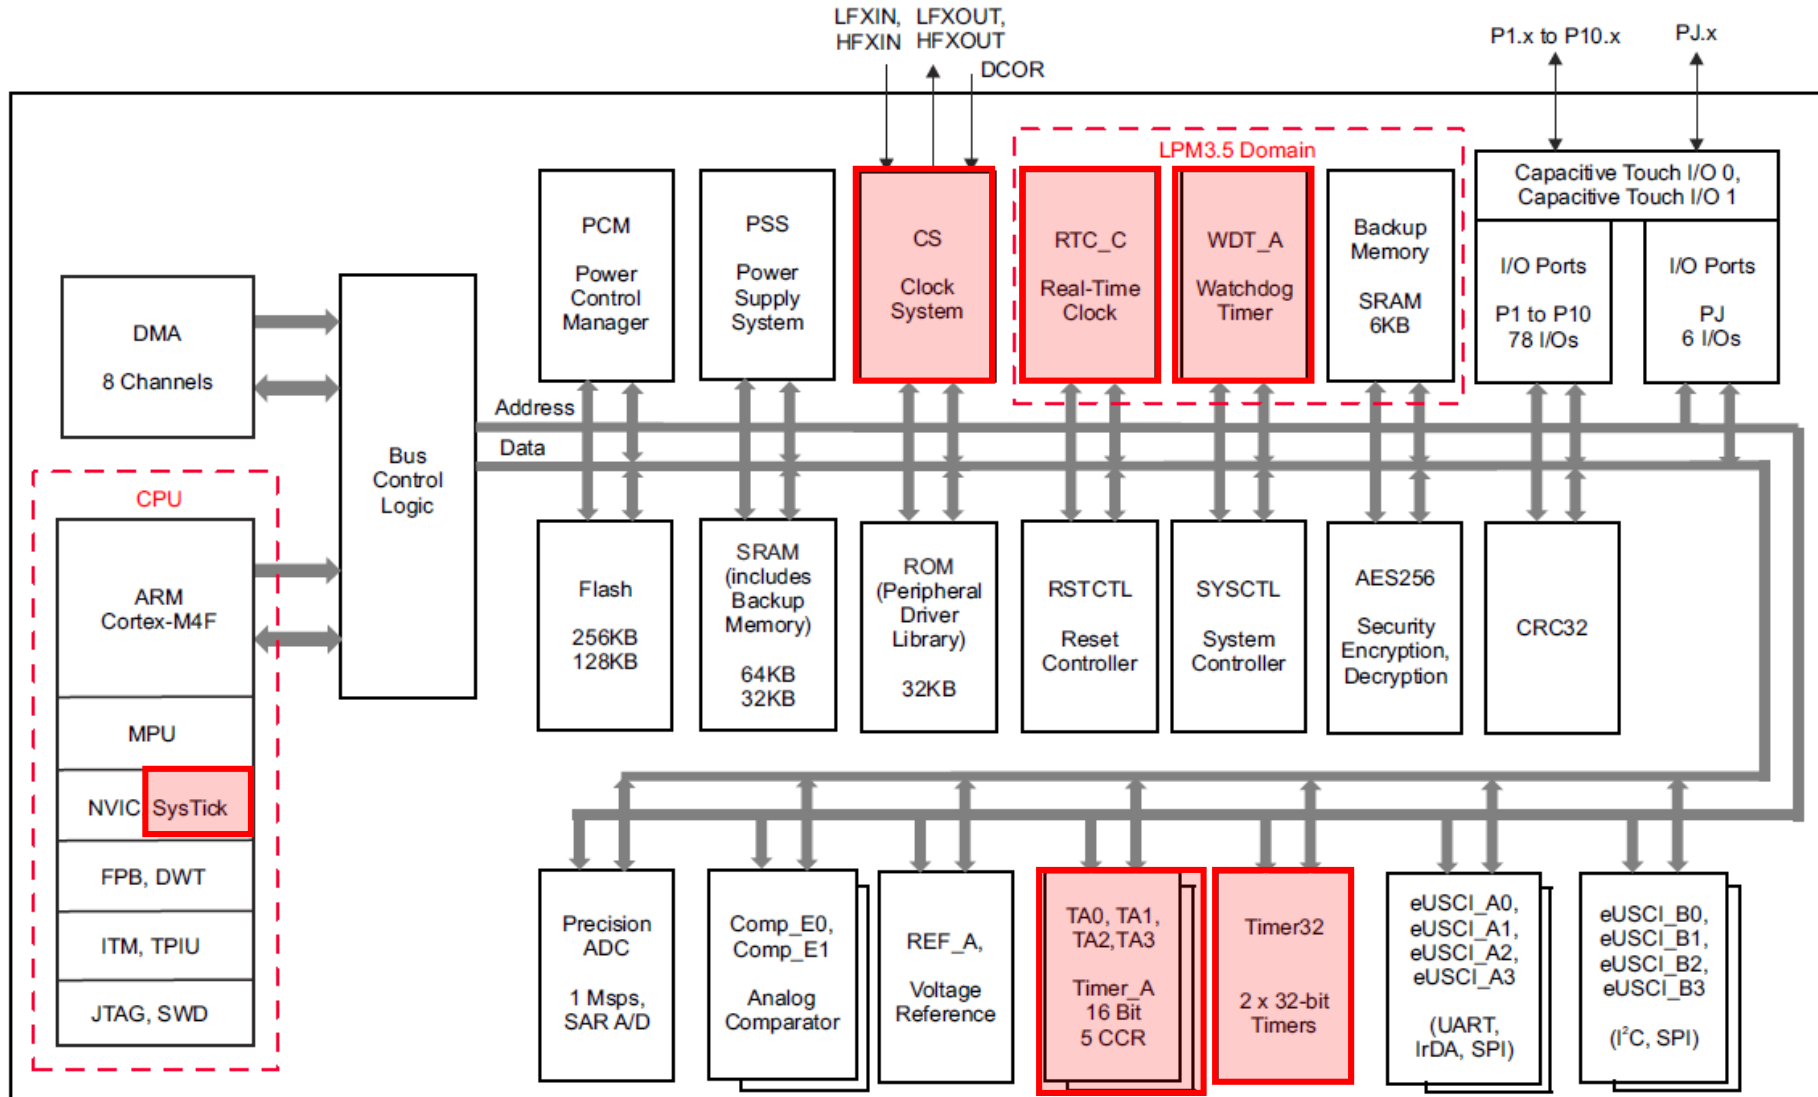 LFXIN,
HFXIN
LFXOUT,
HFXOUT
DCOR
P1.x to P10.x
PJ.x
LPM3.5 Domain
PCM
Power
Control
Manager
PSS
Power
Supply
System
CS
Clock
System
RTC_C
Real-Time
Clock
WDT_A
Watchdog
Timer
Backup
Memory
SRAM
6KB
Capacitive Touch I/O 0,
Capacitive Touch I/O 1
I/O Ports
P1 to P10
78 I/Os
I/O Ports
PJ
6 I/Os
DMA
8 Channels
Bus
Control
Logic
Address
Data
CPU
ARM
Cortex-M4F
MPU
NVIC, SysTick
FPB, DWT
ITM, TPIU
JTAG, SWD
Flash
256KB
128KB
SRAM
(includes
Backup
Memory)
64KB
32KB
ROM
(Peripheral
Driver
Library)
32KB
RSTCTL
Reset
Controller
SYSCTL
System
Controller
AES256
Security
Encryption,
Decryption
CRC32
Precision
ADC
1 Msps,
SAR A/D
Comp_E0,
Comp_E1
Analog
Comparator
REF_A,
Voltage
Reference
TA0, TA1,
TA2,TA3
Timer_A
16 Bit
5 CCR
Timer32
2 x 32-bit
Timers
eUSCI_A0,
eUSCI_A1,
eUSCI_A2,
eUSCI_A3
(UART,
IrDA, SPI)
eUSCI_B0,
eUSCI_B1,
eUSCI_B2,
eUSCI_B3
(I²C, SPI)